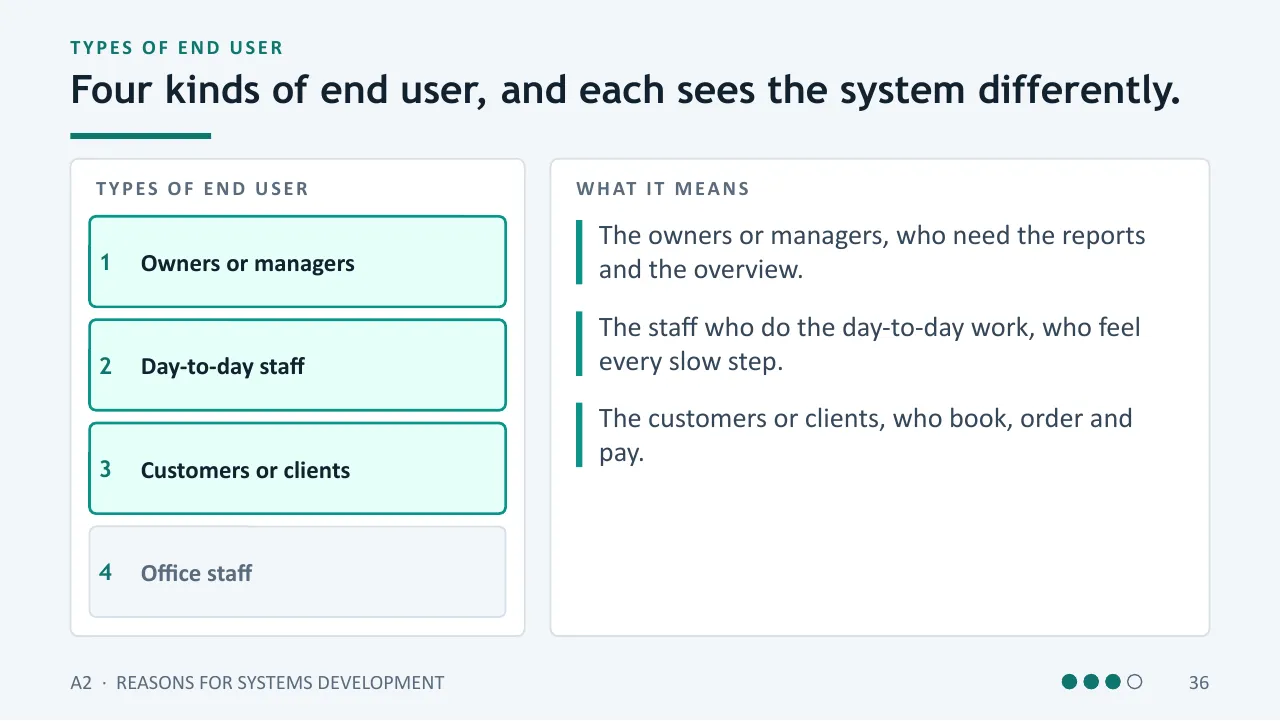 TYPES OF END USER
Four kinds of end user, and each sees the system differently.
TYPES OF END USER
1 Owners or managers
2 Day-to-day staff
3 Customers or clients
4 Office staff
WHAT IT MEANS
The owners or managers, who need the reports
and the overview.
The staff who do the day-to-day work, who feel
every slow step.
The customers or clients, who book, order and
pay.
A2 · REASONS FOR SYSTEMS DEVELOPMENT
36